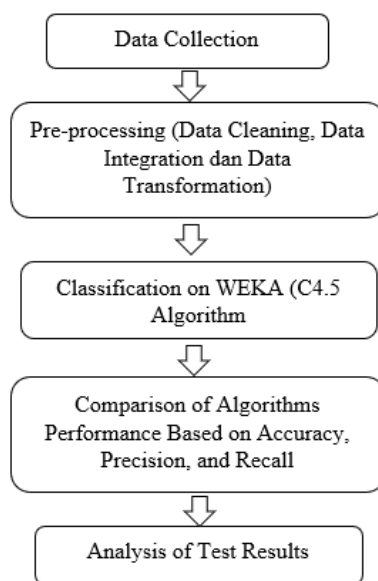 Data Collection
Pre-processing (Data Cleaning, Data
Integration dan Data
Transformation)
Classification on WEKA (C4.5
Algorithm
Comparison of Algorithms
Performance Based on Accuracy,
Precision, and Recall
Analysis of Test Results